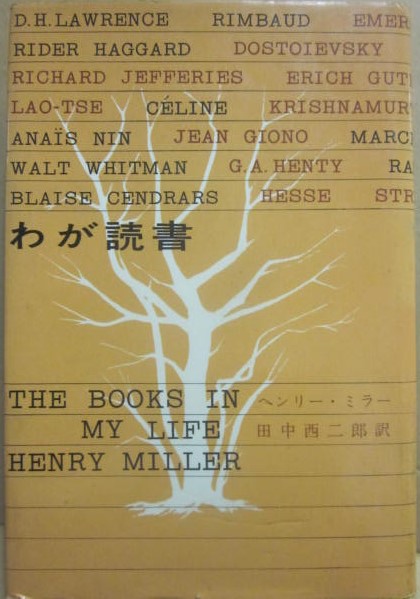 D.H.LAWRENCE RIMBAUD EMER
RIDER HAGGARD DOSTOIEVSKY
RICHARD JEFFERIES ERICH GUT
LAO-TSE CÉLINE KRISHNAMUR
ANAÏS NIN JEAN GIONO MARC
WALT WHITMAN G.A.HENTY RA
BLAISE CENDRARS HESSE STR
わが読書
THE BOOKS IN ヘンリー・ミラー
MY LIFE 田中西二郎訳
HENRY MILLER